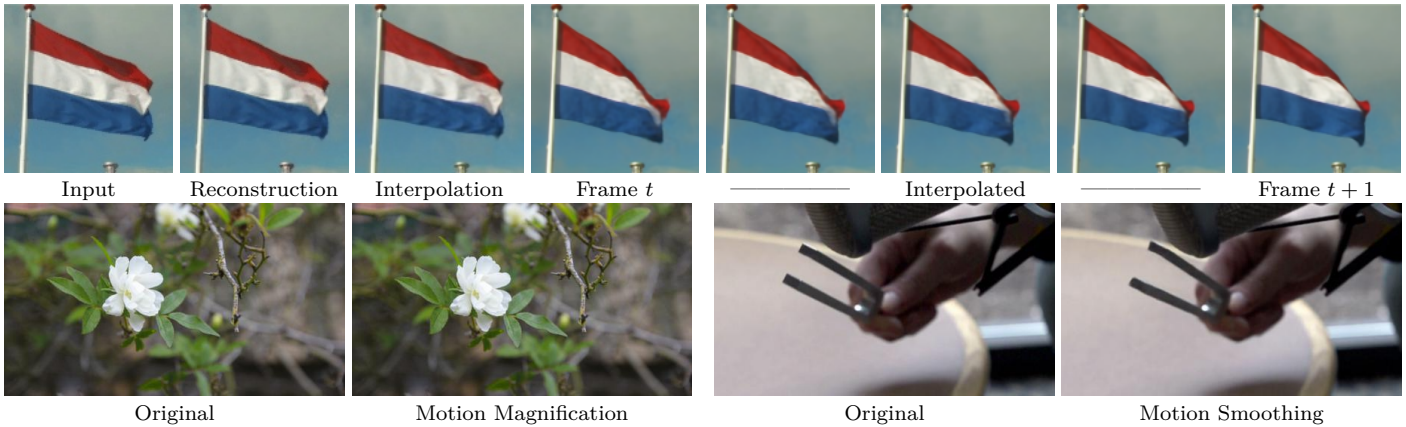 Input Reconstruction Interpolation Frame t Interpolated Frame t + 1
Original Motion Magnification Original Motion Smoothing